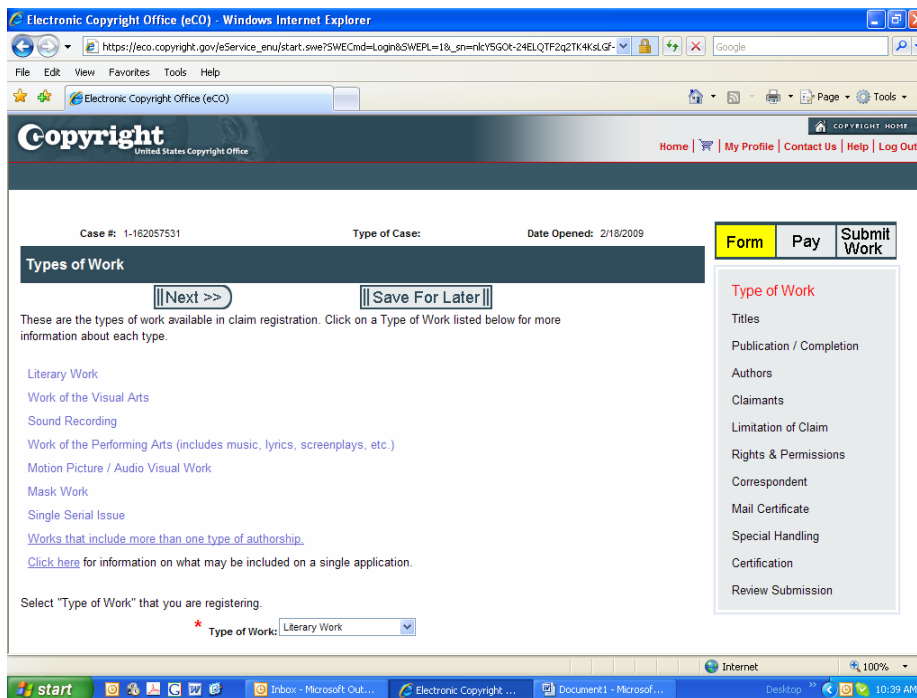 Electronic Copyright Office (eCO) - Windows Internet Explorer
https://eco.copyright.gov/eService_enu/start.swe?SWECmd=Login&SWEPL=1&_sn=nlcY5GOt-24ELQTF2q2TK4KsLGf-
Google
File Edit View Favorites Tools Help
Electronic Copyright Office (eCO)
Page Tools
Copyright
United States Copyright Office
COPYRIGHT HOME
Home | My Profile | Contact Us | Help | Log Out
Case #: 1-162057531 Type of Case: Date Opened: 2/18/2009
Form Pay Submit Work
Types of Work
Next >> Save For Later
These are the types of work available in claim registration. Click on a Type of Work listed below for more
information about each type.
Literary Work
Work of the Visual Arts
Sound Recording
Work of the Performing Arts (includes music, lyrics, screenplays, etc.)
Motion Picture / Audio Visual Work
Mask Work
Single Serial Issue
Works that include more than one type of authorship.
Click here for information on what may be included on a single application.
Select "Type of Work" that you are registering.
* Type of Work: Literary Work
Type of Work
Titles
Publication / Completion
Authors
Claimants
Limitation of Claim
Rights & Permissions
Correspondent
Mail Certificate
Special Handling
Certification
Review Submission
Internet 100%
start Inbox - Microsoft Out... Electronic Copyright ... Document1 - Microsof... Desktop 10:39 AM